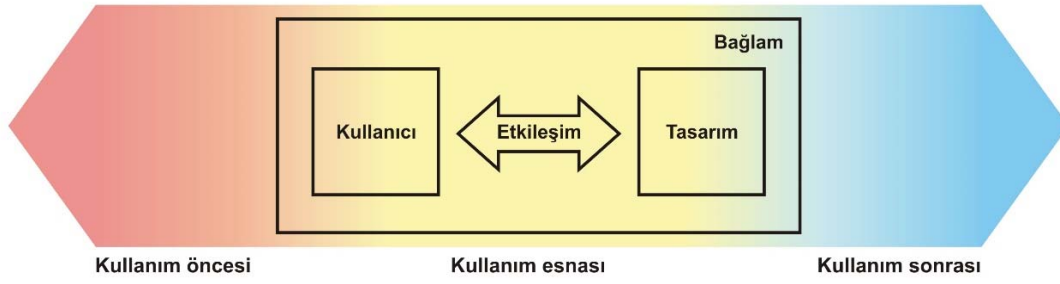 Bağlam
Kullanıcı
Etkileşim
Tasarım
Kullanım öncesi
Kullanım esnası
Kullanım sonrası